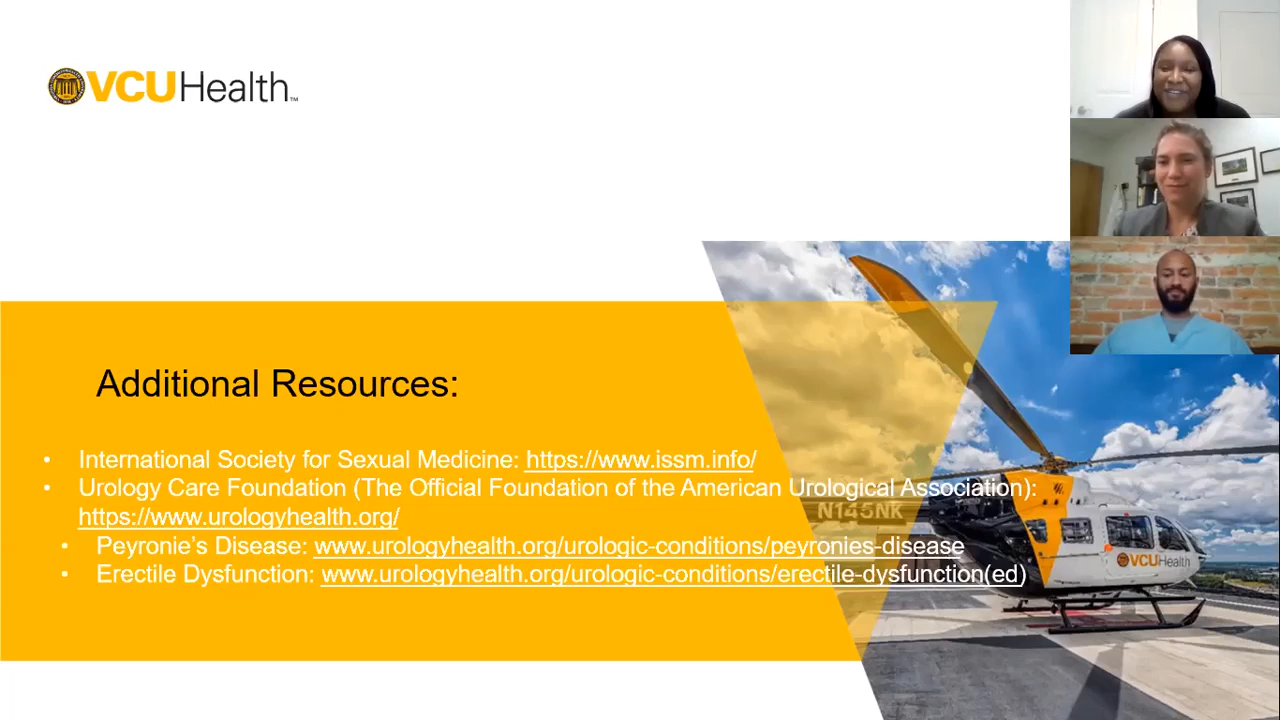 VCUHealth™
Additional Resources:
• International Society for Sexual Medicine: https://www.issm.info/
• Urology Care Foundation (The Official Foundation of the American Urological Association):
https://www.urologyhealth.org/
• Peyronie's Disease: www.urologyhealth.org/urologic-conditions/peyronies-disease
• Erectile Dysfunction: www.urologyhealth.org/urologic-conditions/erectile-dysfunction(ed)
N145NK
VCUHealth